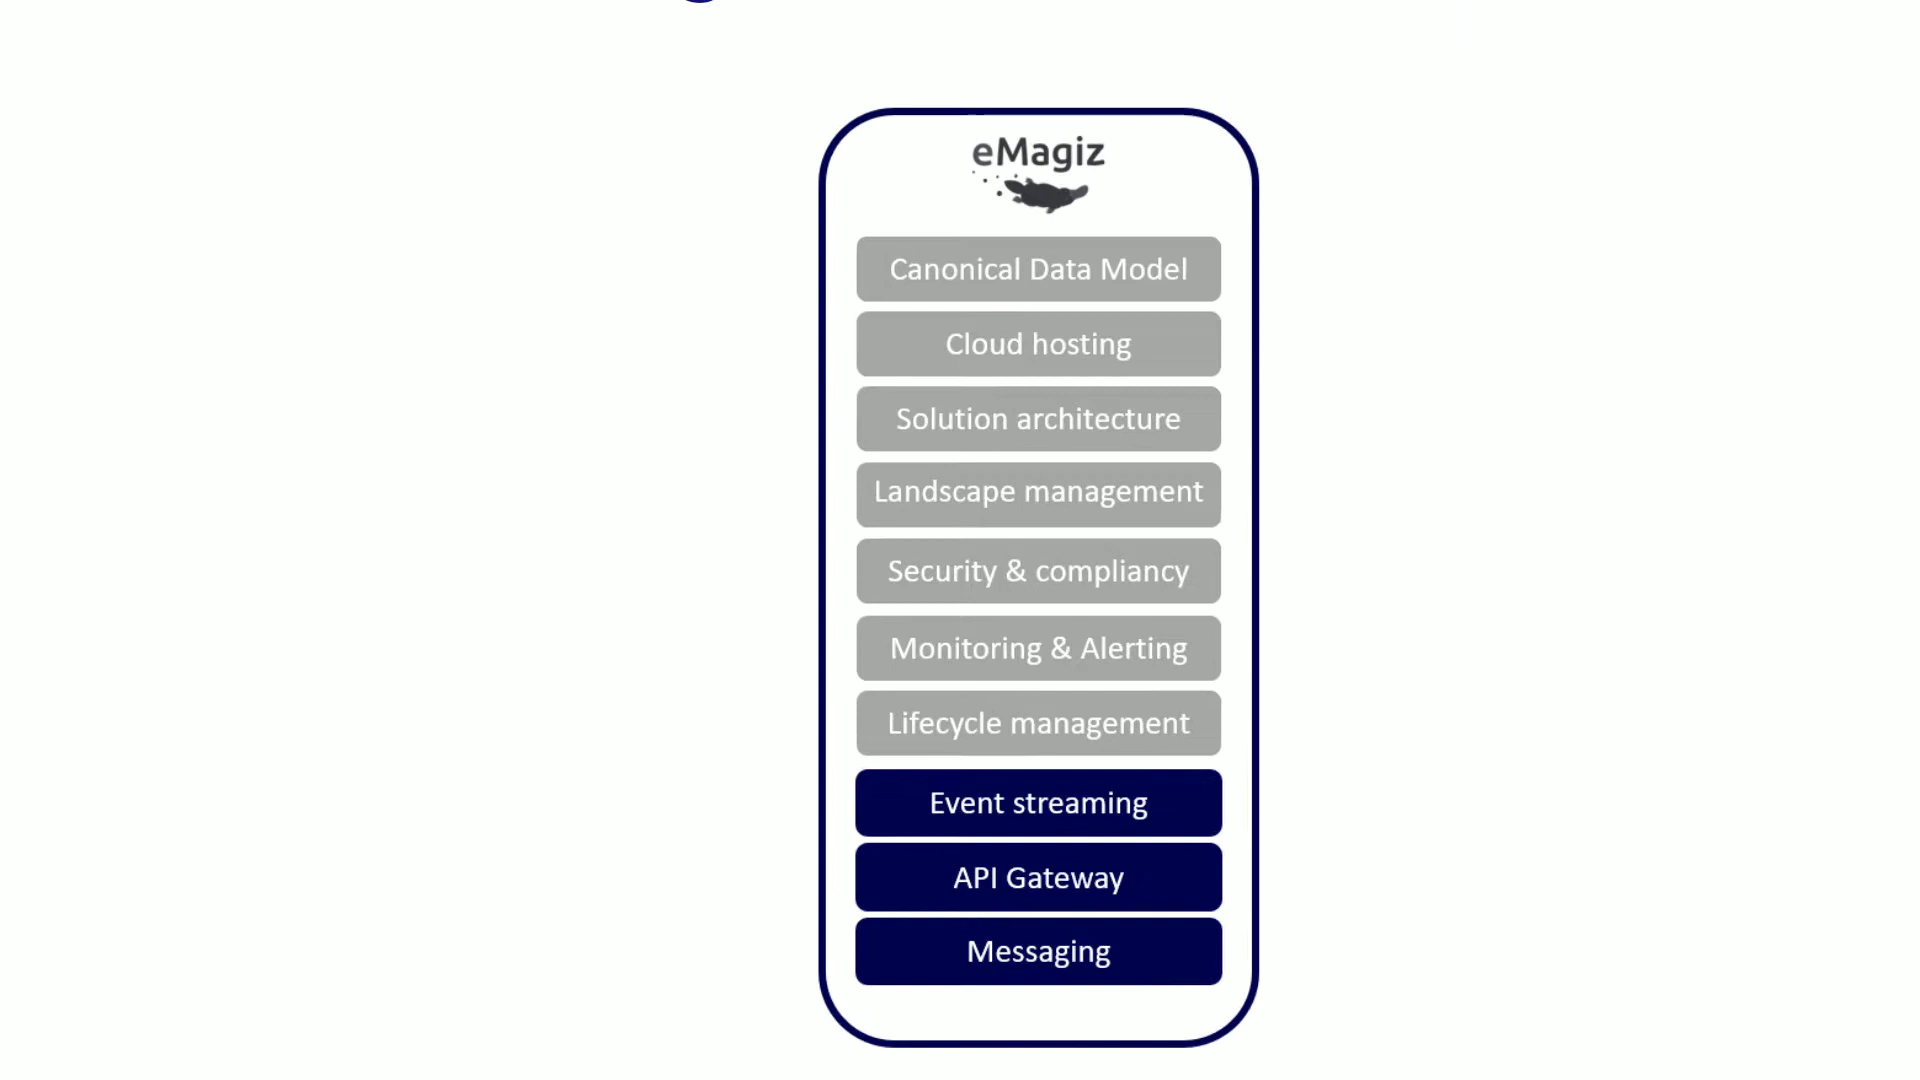 eMagiz
Canonical Data Model
Cloud hosting
Solution architecture
Landscape management
Security & compliancy
Monitoring & Alerting
Lifecycle management
Event streaming
API Gateway
Messaging